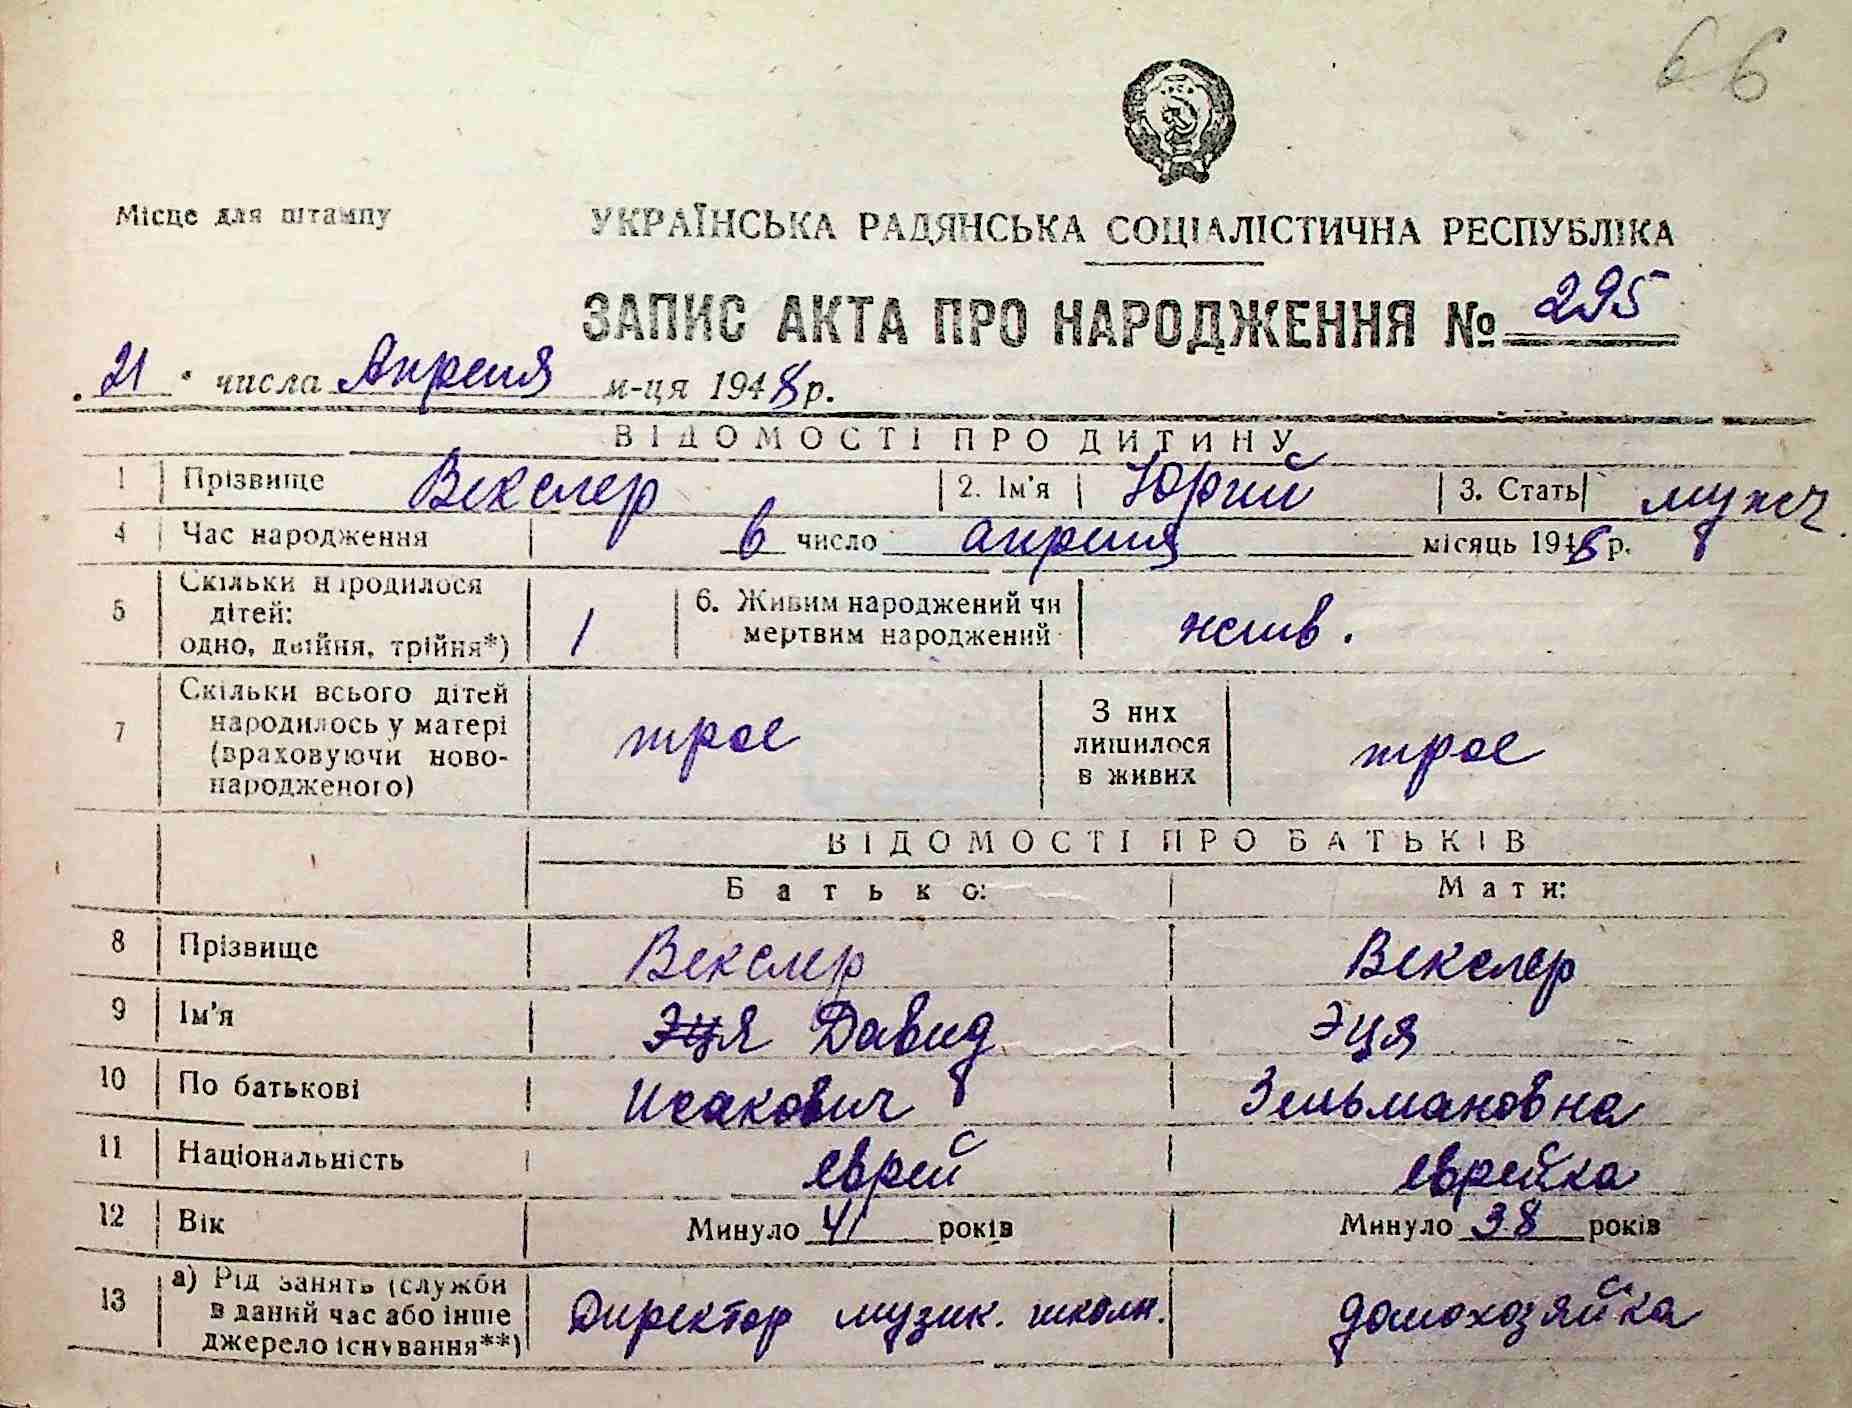 66
Місце для штампу
УКРАЇНСЬКА РАДЯНСЬКА СОЦІАЛІСТИЧНА РЕСПУБЛІКА
ЗАПИС АКТА ПРО НАРОДЖЕННЯ № 295
21 числа Апреля м-ця 1948 р.
ВІДОМОСТІ ПРО ДИТИНУ
1 Прізвище Векслер 2. Ім'я Юрий 3. Стать мужч.
4 Час народження 6 число апреля місяць 1948 р.
5 Скільки народилося
дітей:
одно, двійня, трійня*) 1 6. Живим народжений чи
мертвим народжений жив.
7 Скільки всього дітей
народилось у матері
(враховуючи ново-
народженого) трое З них
лишилося
в живих трое
ВІДОМОСТІ ПРО БАТЬКІВ
Батько: Мати:
8 Прізвище Векслер Векслер
9 Ім'я Эця Давид Эця
10 По батькові Исакович Зельмановна
11 Національність еврей еврейка
12 Вік Минуло 41 років Минуло 38 років
13 а) Рід занять (служби
в даний час або інше
джерело існування**) Директор музик. школы. домохозяйка